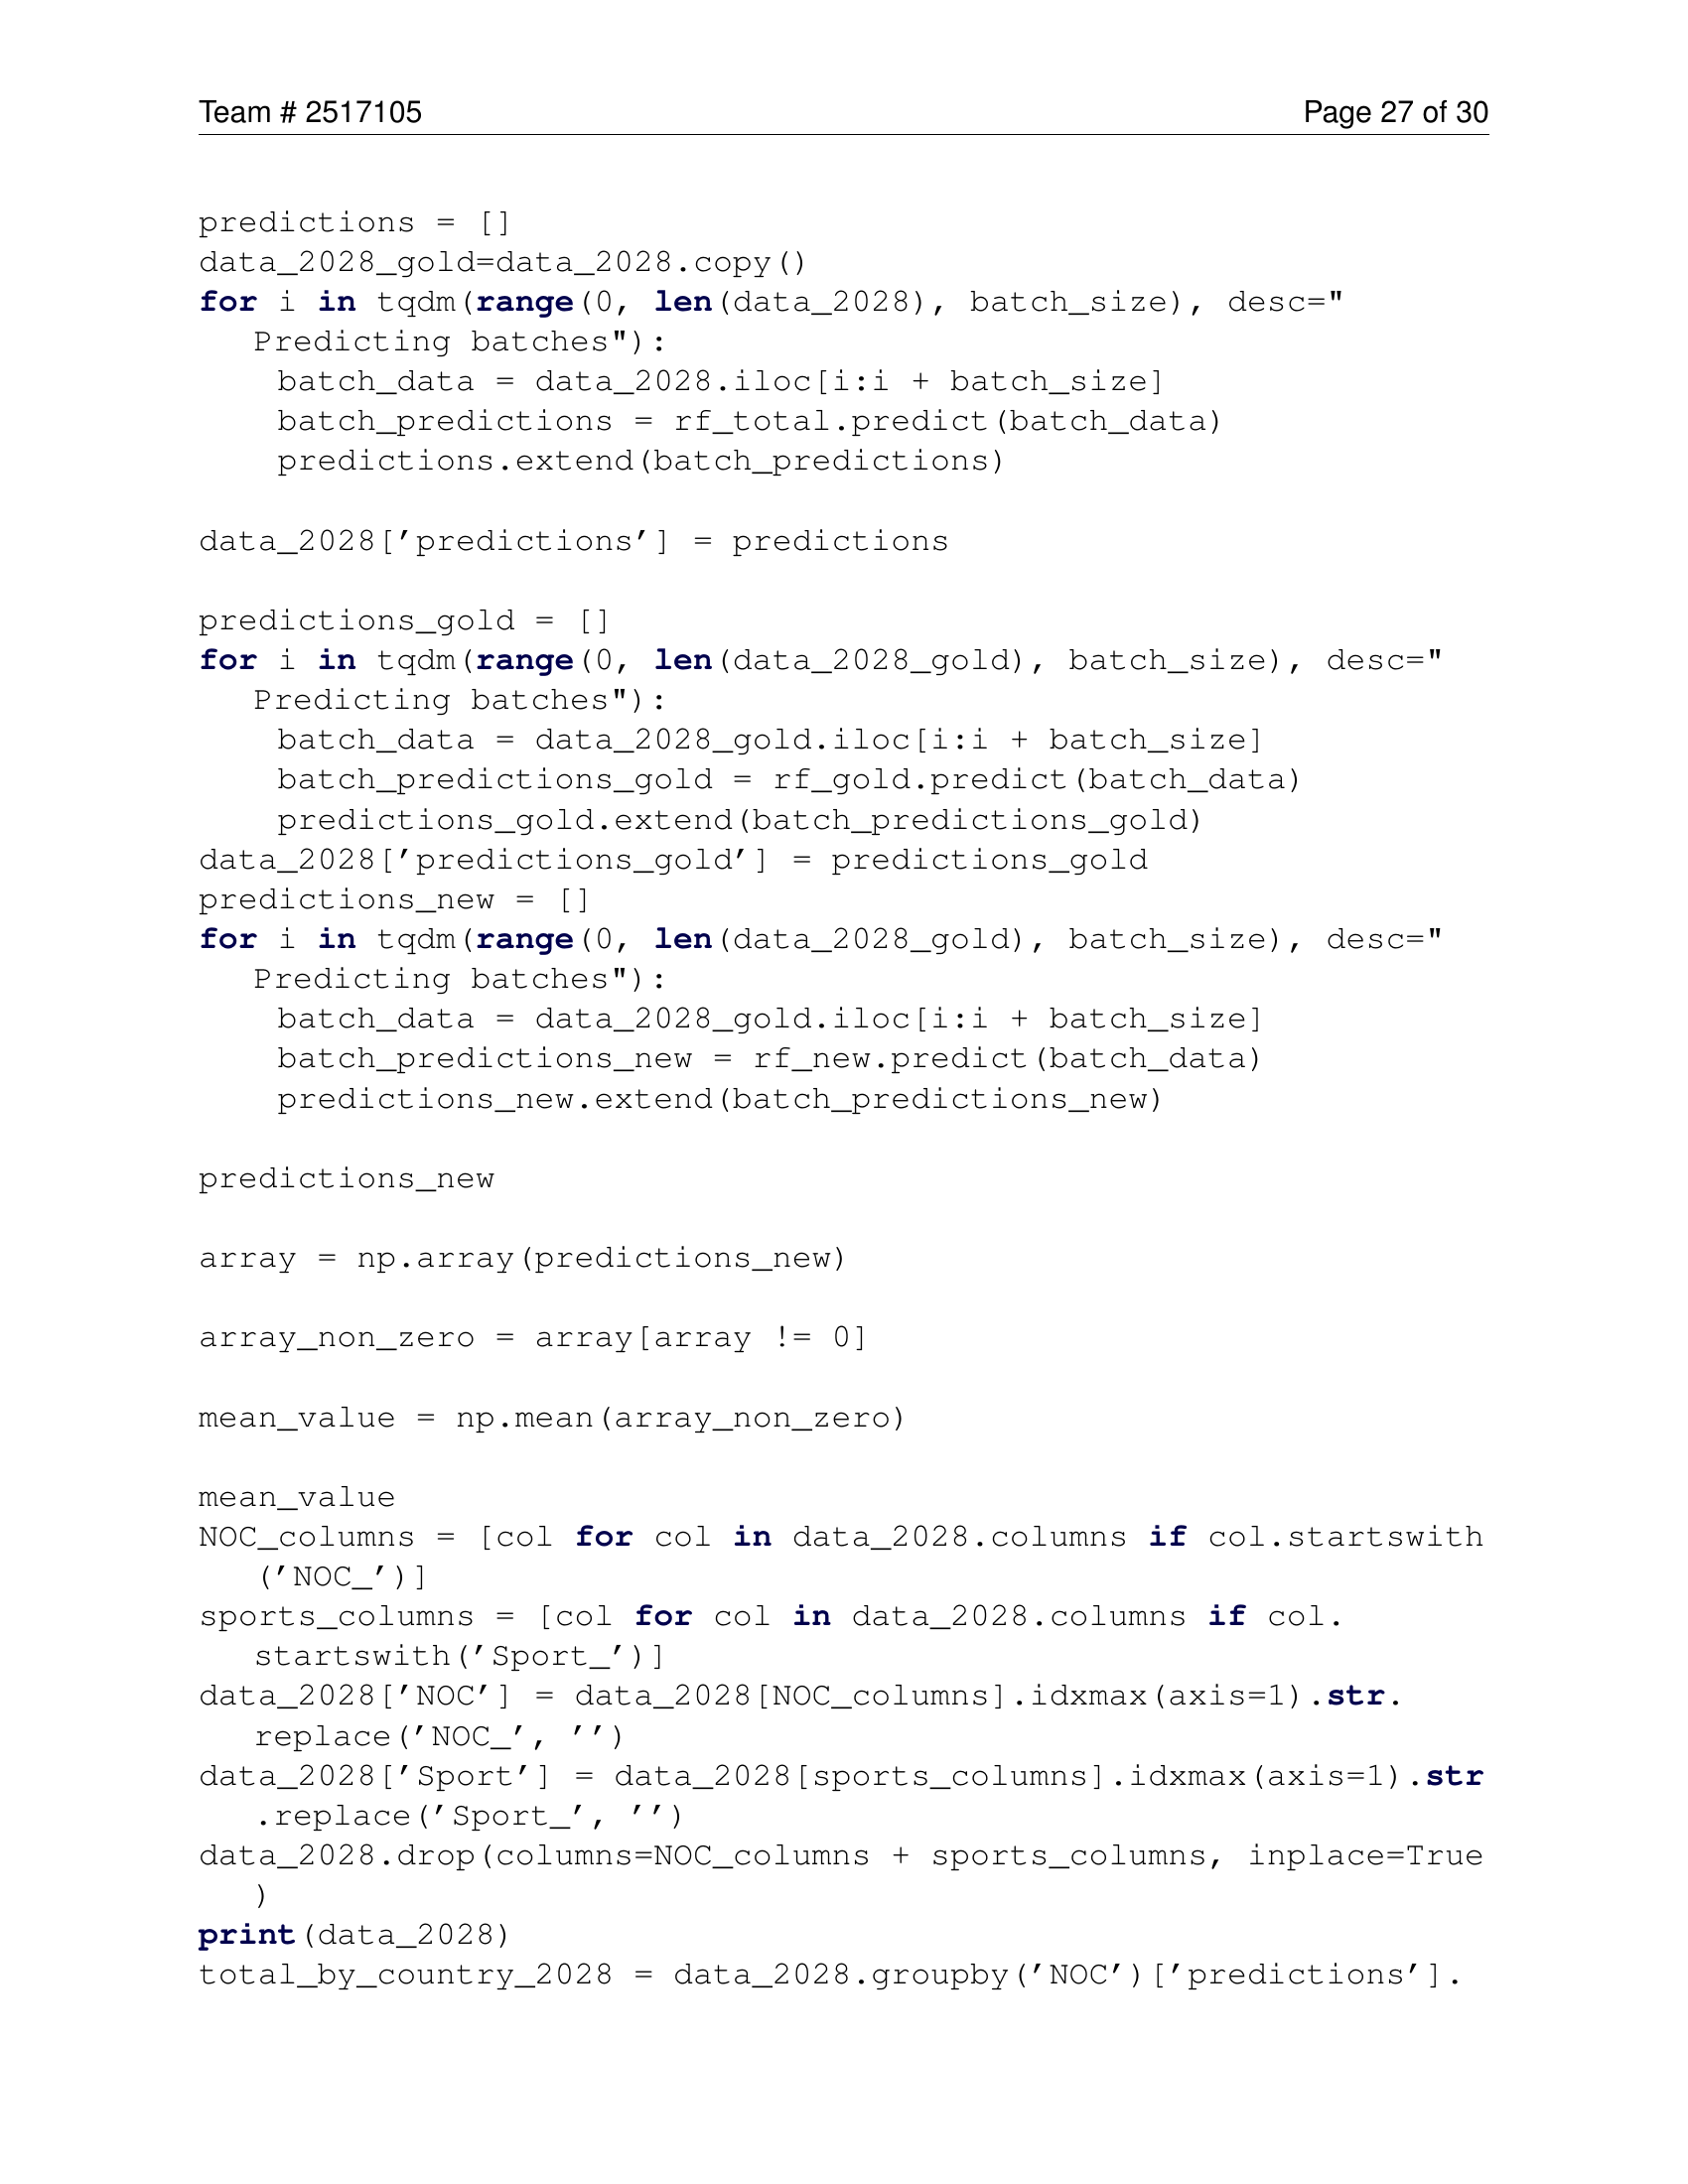 Team # 2517105 Page 27 of 30
predictions = []
data_2028_gold=data_2028.copy()
for i in tqdm(range(0, len(data_2028), batch_size), desc="
Predicting batches"):
batch_data = data_2028.iloc[i:i + batch_size]
batch_predictions = rf_total.predict(batch_data)
predictions.extend(batch_predictions)
data_2028['predictions'] = predictions
predictions_gold = []
for i in tqdm(range(0, len(data_2028_gold), batch_size), desc="
Predicting batches"):
batch_data = data_2028_gold.iloc[i:i + batch_size]
batch_predictions_gold = rf_gold.predict(batch_data)
predictions_gold.extend(batch_predictions_gold)
data_2028['predictions_gold'] = predictions_gold
predictions_new = []
for i in tqdm(range(0, len(data_2028_gold), batch_size), desc="
Predicting batches"):
batch_data = data_2028_gold.iloc[i:i + batch_size]
batch_predictions_new = rf_new.predict(batch_data)
predictions_new.extend(batch_predictions_new)
predictions_new
array = np.array(predictions_new)
array_non_zero = array[array != 0]
mean_value = np.mean(array_non_zero)
mean_value
NOC_columns = [col for col in data_2028.columns if col.startswith
('NOC_')]
sports_columns = [col for col in data_2028.columns if col.
startswith('Sport_')]
data_2028['NOC'] = data_2028[NOC_columns].idxmax(axis=1).str.
replace('NOC_', '')
data_2028['Sport'] = data_2028[sports_columns].idxmax(axis=1).str
.replace('Sport_', '')
data_2028.drop(columns=NOC_columns + sports_columns, inplace=True
)
print(data_2028)
total_by_country_2028 = data_2028.groupby('NOC')['predictions'].